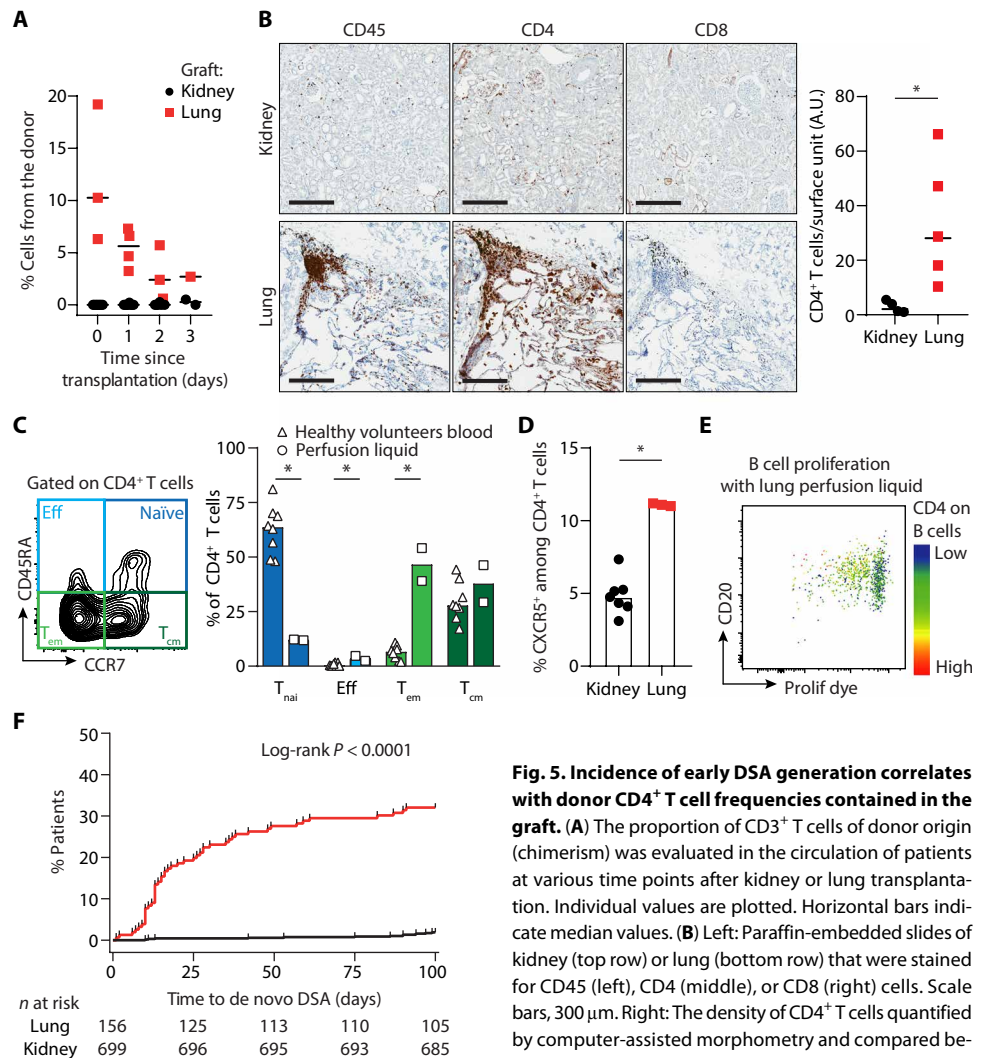 A
Graft:
Kidney
Lung
% Cells from the donor
20
15
10
5
0
0 1 2 3
Time since
transplantation (days)
B
CD45 CD4 CD8
Kidney
Lung
CD4⁺ T cells/surface unit (A.U.)
80
60
40
20
0
*
Kidney Lung
C
Gated on CD4⁺ T cells
Eff Naïve
Tem Tcm
CD45RA
CCR7
Healthy volunteers blood
Perfusion liquid
% of CD4⁺ T cells
100
75
50
25
0
* * *
Tnai Eff Tem Tcm
D
% CXCR5⁺ among CD4⁺ T cells
15
10
5
0
*
Kidney Lung
E
B cell proliferation
with lung perfusion liquid
CD4 on
B cells
Low
High
CD20
Prolif dye
F
Log-rank P < 0.0001
% Patients
50
40
30
20
10
0
0 25 50 75 100
Time to de novo DSA (days)
n at risk
Lung 156 125 113 110 105
Kidney 699 696 695 693 685
Fig. 5. Incidence of early DSA generation correlates
with donor CD4⁺ T cell frequencies contained in the
graft. (A) The proportion of CD3⁺ T cells of donor origin
(chimerism) was evaluated in the circulation of patients
at various time points after kidney or lung transplanta-
tion. Individual values are plotted. Horizontal bars indi-
cate median values. (B) Left: Paraffin-embedded slides of
kidney (top row) or lung (bottom row) that were stained
for CD45 (left), CD4 (middle), or CD8 (right) cells. Scale
bars, 300 μm. Right: The density of CD4⁺ T cells quantified
by computer-assisted morphometry and compared be-